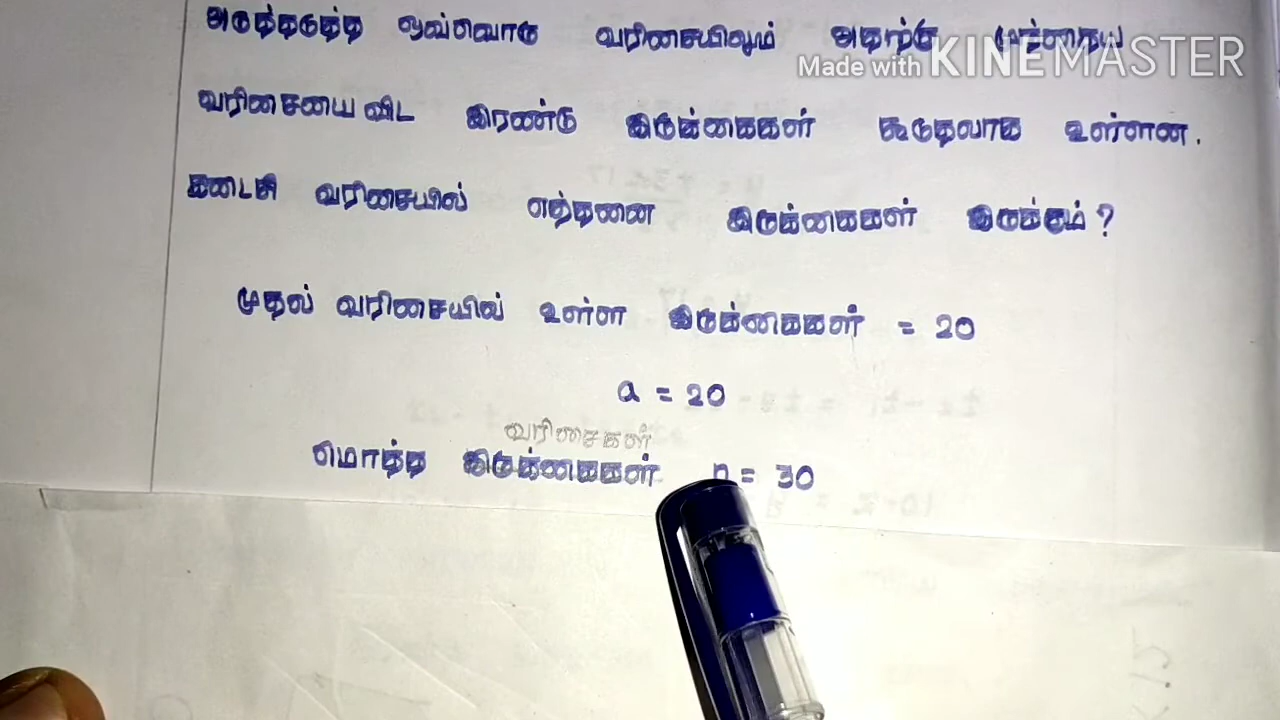 அடுத்தடுத்த ஒவ்வொரு வரிசையிலும் அதற்கு முந்தைய
Made with KINEMASTER
வரிசையை விட இரண்டு இருக்கைகள் கூடுதலாக உள்ளன.
கடைசி வரிசையில் எத்தனை இருக்கைகள் இருக்கும்?
முதல் வரிசையில் உள்ள இருக்கைகள் = 20
a = 20
வரிசைகள்
மொத்த இருக்கைகள் n = 30